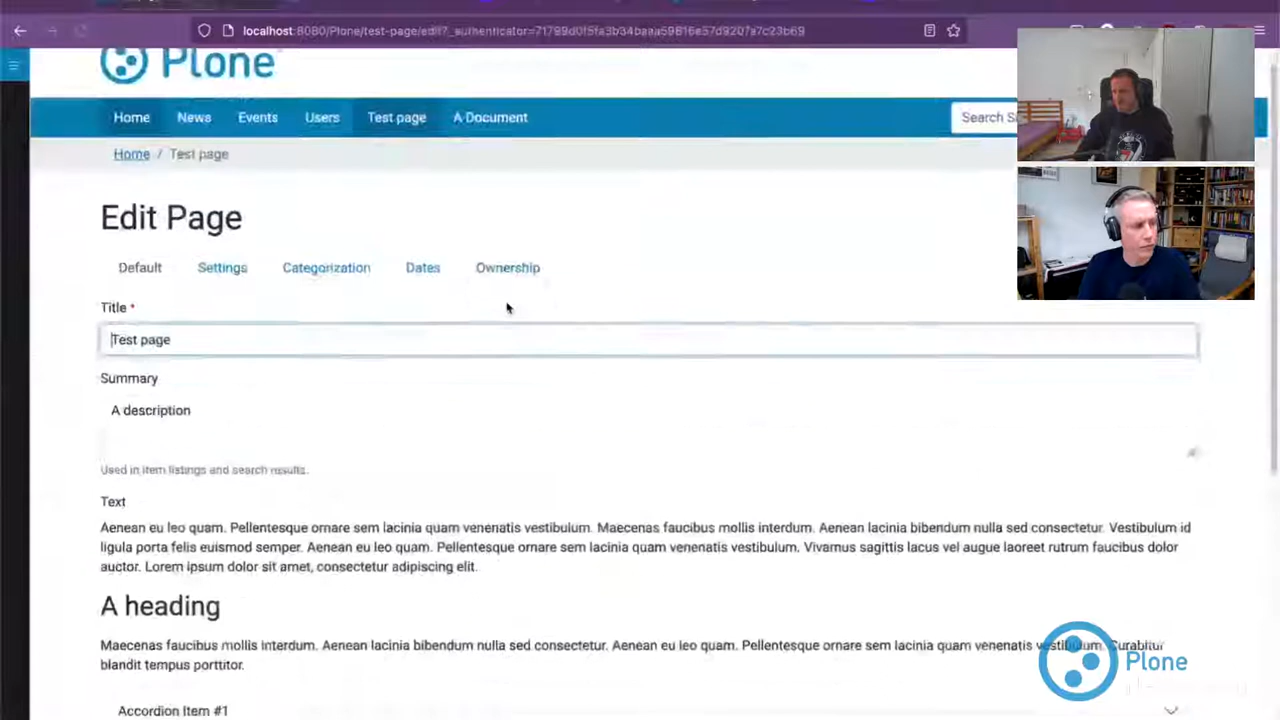 localhost:8080/Plone/test-page/edit?_authenticator=71799d0f5fa3b34baaa59816e57d9207a7c23b69
Plone
Home News Events Users Test page A Document Search
Home / Test page
Edit Page
Default Settings Categorization Dates Ownership
Title *
Test page
Summary
A description
Used in item listings and search results.
Text
Aenean eu leo quam. Pellentesque ornare sem lacinia quam venenatis vestibulum. Maecenas faucibus mollis interdum. Aenean lacinia bibendum nulla sed consectetur. Vestibulum id
ligula porta felis euismod semper. Aenean eu leo quam. Pellentesque ornare sem lacinia quam venenatis vestibulum. Vivamus sagittis lacus vel augue laoreet rutrum faucibus dolor
auctor. Lorem ipsum dolor sit amet, consectetur adipiscing elit.
A heading
Maecenas faucibus mollis interdum. Aenean lacinia bibendum nulla sed consectetur. Aenean eu leo quam. Pellentesque ornare sem lacinia quam venenatis vestibulum. Curabitur
blandit tempus porttitor.
Plone
Accordion Item #1